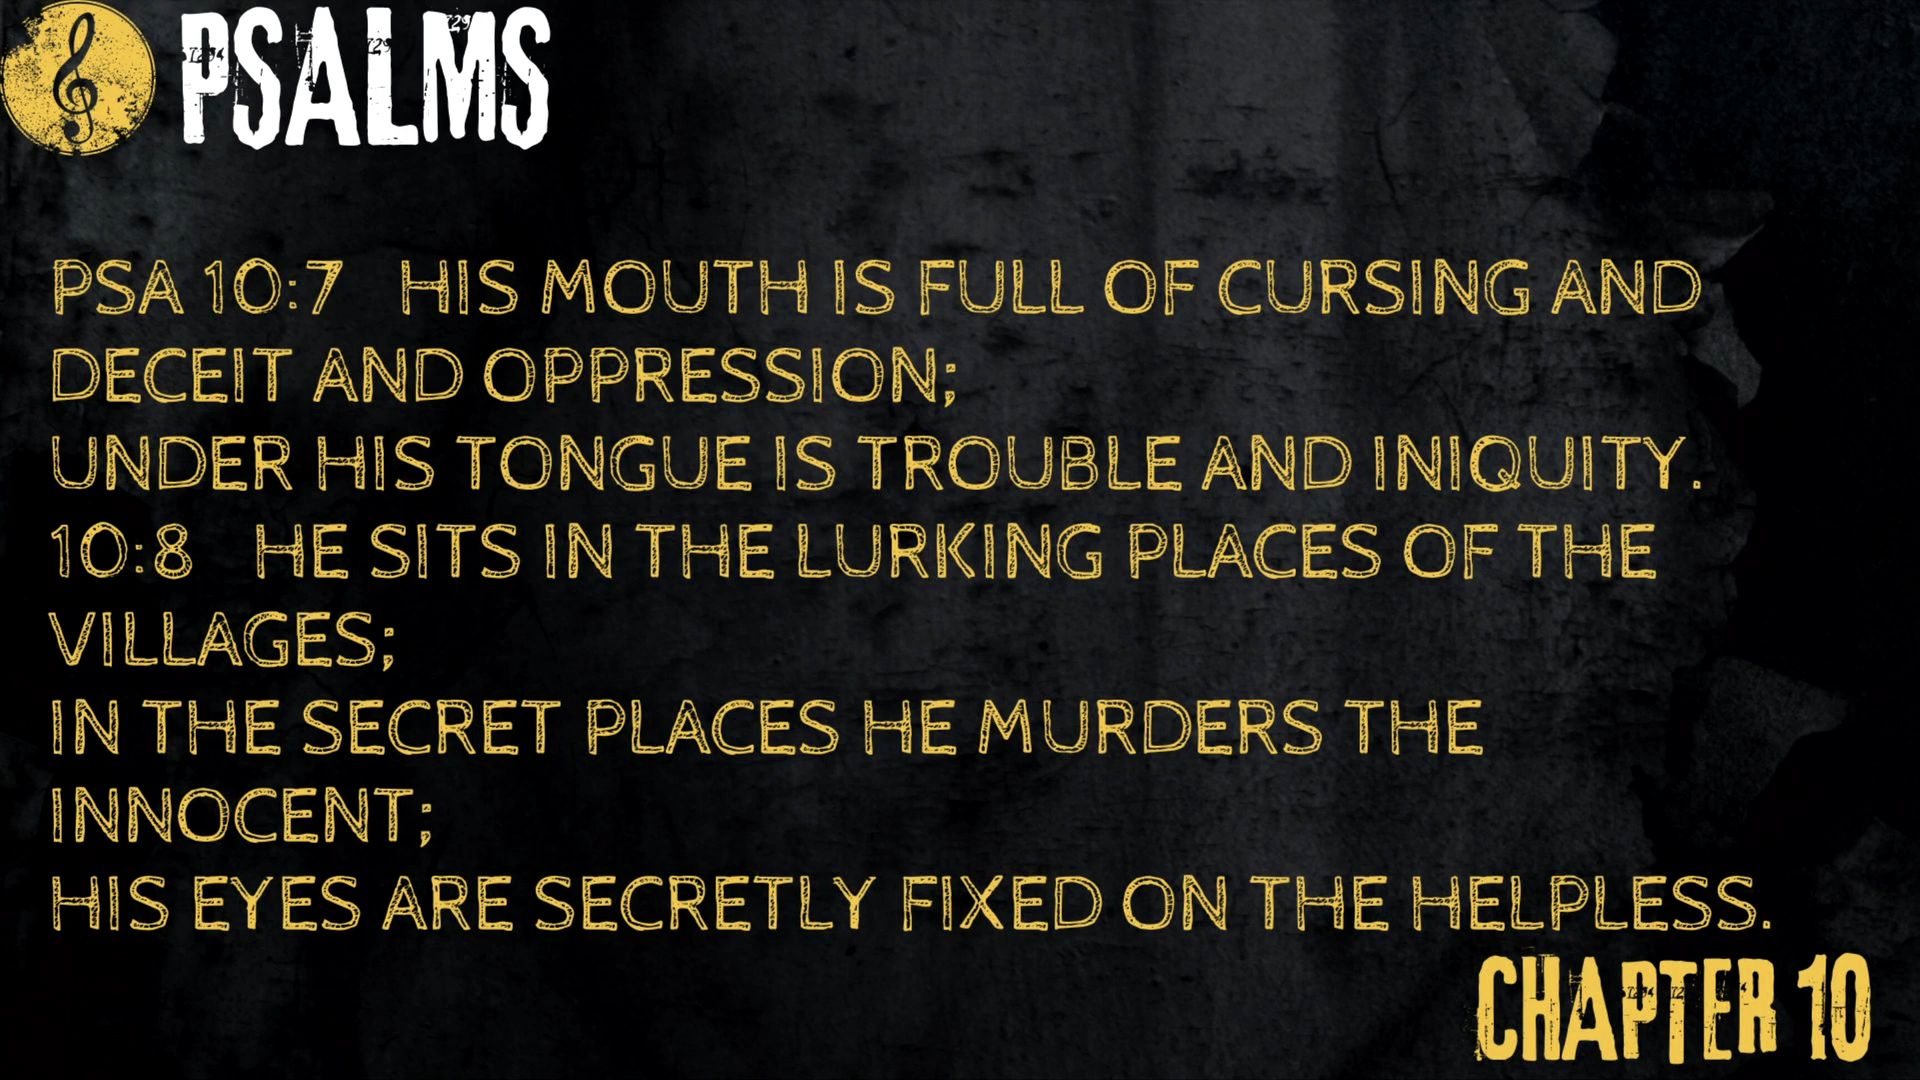 PSALMS
PSA 10:7 HIS MOUTH IS FULL OF CURSING AND
DECEIT AND OPPRESSION;
UNDER HIS TONGUE IS TROUBLE AND INIQUITY.
10:8 HE SITS IN THE LURKING PLACES OF THE
VILLAGES;
IN THE SECRET PLACES HE MURDERS THE
INNOCENT;
HIS EYES ARE SECRETLY FIXED ON THE HELPLESS.
CHAPTER 10